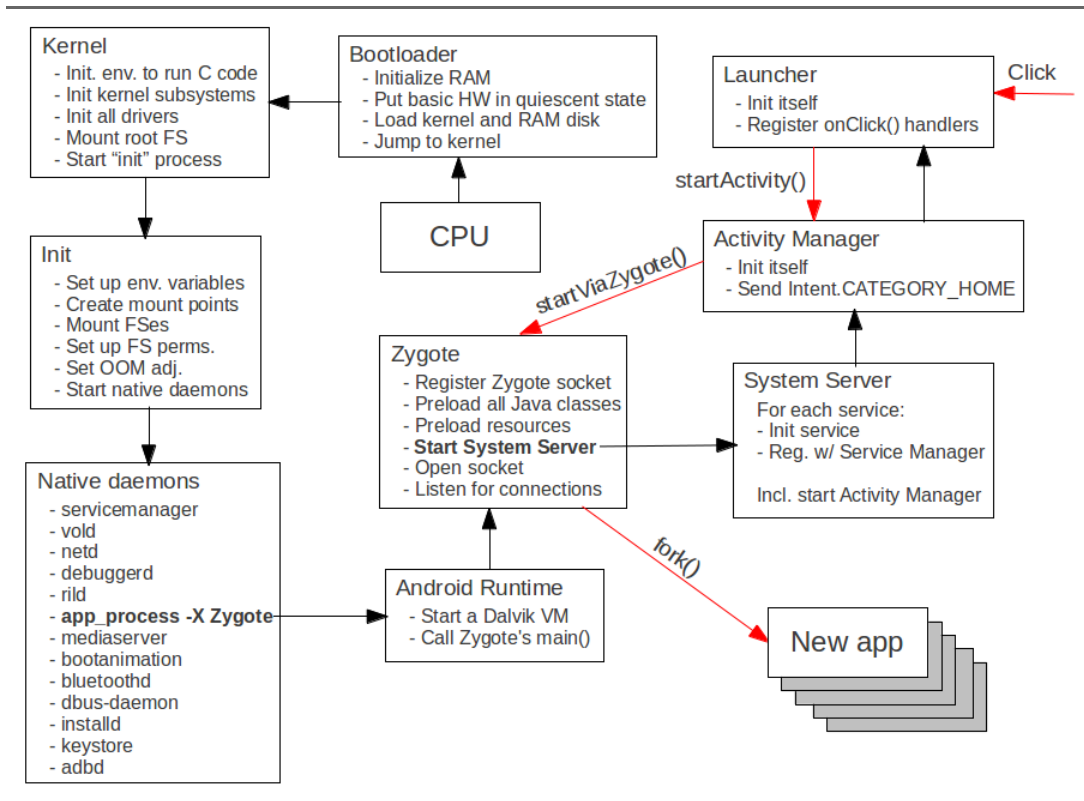 Kernel
- Init. env. to run C code
- Init kernel subsystems
- Init all drivers
- Mount root FS
- Start “init” process
Bootloader
- Initialize RAM
- Put basic HW in quiescent state
- Load kernel and RAM disk
- Jump to kernel
Launcher
- Init itself
- Register onClick() handlers
Click
CPU
startActivity()
Init
- Set up env. variables
- Create mount points
- Mount FSes
- Set up FS perms.
- Set OOM adj.
- Start native daemons
startViaZygote()
Activity Manager
- Init itself
- Send Intent.CATEGORY_HOME
Zygote
- Register Zygote socket
- Preload all Java classes
- Preload resources
- Start System Server
- Open socket
- Listen for connections
System Server
For each service:
- Init service
- Reg. w/ Service Manager
Incl. start Activity Manager
Native daemons
- servicemanager
- vold
- netd
- debuggerd
- rild
- app_process -X Zygote
- mediaserver
- bootanimation
- bluetoothd
- dbus-daemon
- installd
- keystore
- adbd
Android Runtime
- Start a Dalvik VM
- Call Zygote's main()
fork()
New app